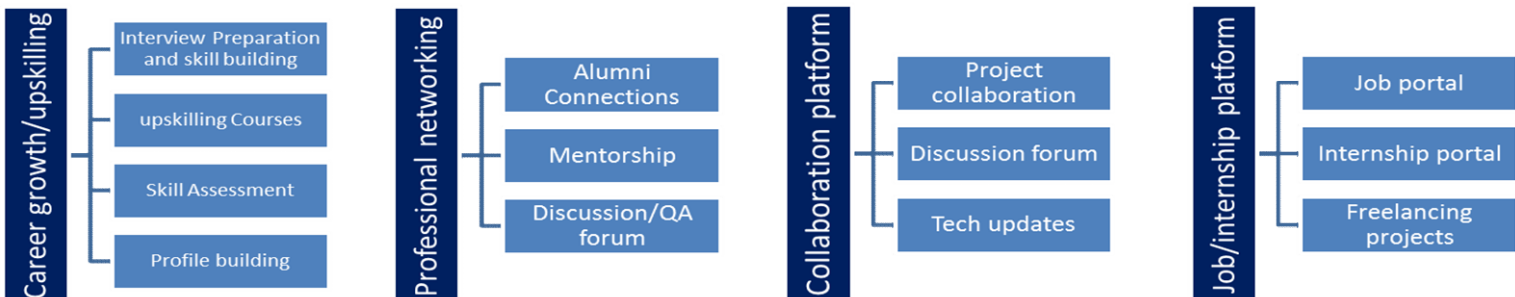 Career growth/upskilling
Interview Preparation
and skill building
upskilling Courses
Skill Assessment
Profile building
Professional networking
Alumni
Connections
Mentorship
Discussion/QA
forum
Collaboration platform
Project
collaboration
Discussion forum
Tech updates
Job/internship platform
Job portal
Internship portal
Freelancing
projects